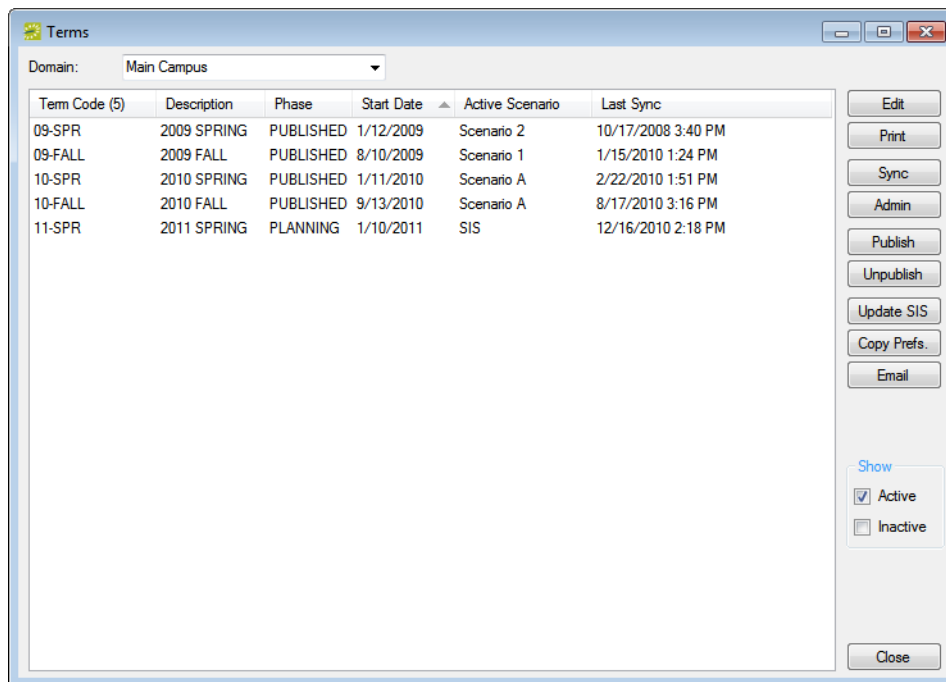 Terms
Domain: Main Campus
Term Code (5) Description Phase Start Date Active Scenario Last Sync
09-SPR 2009 SPRING PUBLISHED 1/12/2009 Scenario 2 10/17/2008 3:40 PM
09-FALL 2009 FALL PUBLISHED 8/10/2009 Scenario 1 1/15/2010 1:24 PM
10-SPR 2010 SPRING PUBLISHED 1/11/2010 Scenario A 2/22/2010 1:51 PM
10-FALL 2010 FALL PUBLISHED 9/13/2010 Scenario A 8/17/2010 3:16 PM
11-SPR 2011 SPRING PLANNING 1/10/2011 SIS 12/16/2010 2:18 PM
Edit
Print
Sync
Admin
Publish
Unpublish
Update SIS
Copy Prefs.
Email
Show
Active
Inactive
Close